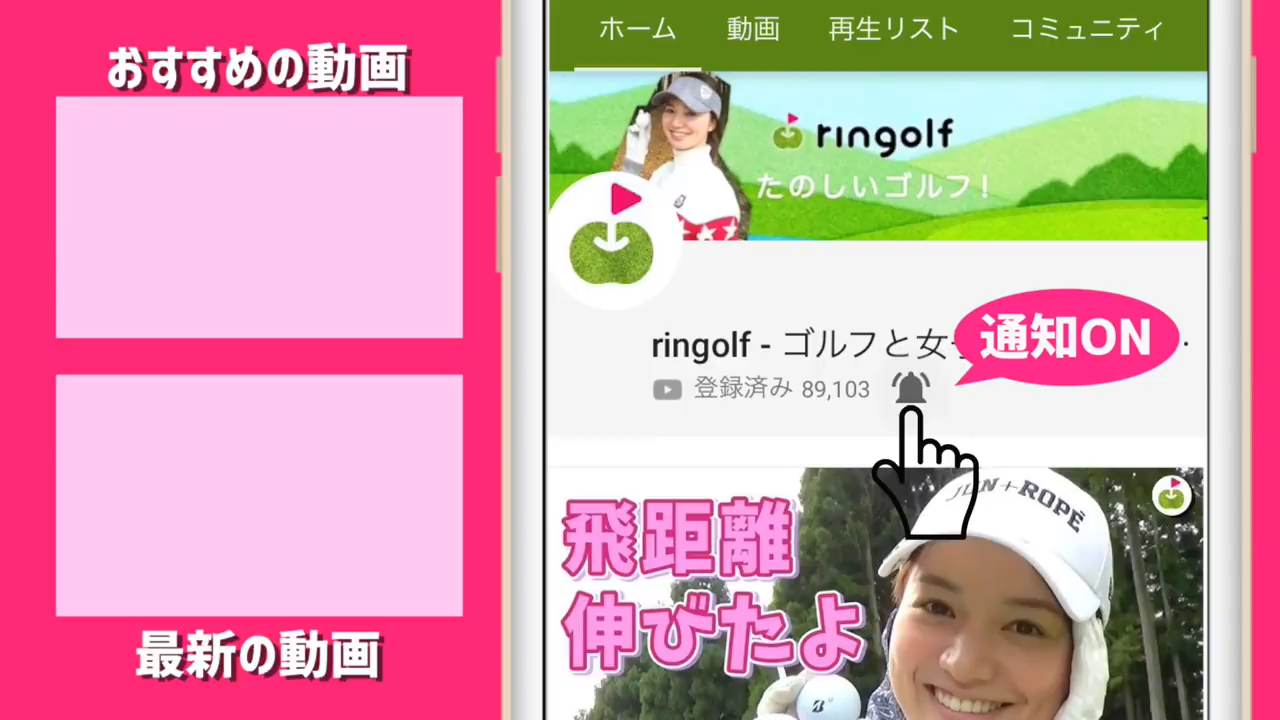 おすすめの動画
最新の動画
ホーム 動画 再生リスト コミュニティ
ringolf
たのしいゴルフ!
ringolf - ゴルフと女
通知ON
登録済み 89,103
飛距離
伸びたよ
JUN+ROPÉ